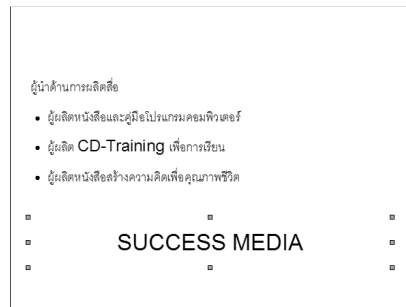 ผู้นำด้านการผลิตสื่อ
• ผู้ผลิตหนังสือและคู่มือโปรแกรมคอมพิวเตอร์
• ผู้ผลิต CD-Training เพื่อการเรียน
• ผู้ผลิตหนังสือสร้างความคิดเพื่อคุณภาพชีวิต
SUCCESS MEDIA